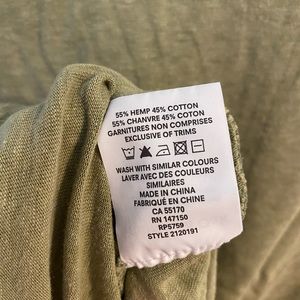 55% HEMP 45% COTTON
55% CHANVRE 45% COTON
GARNITURES NON COMPRISES
EXCLUSIVE OF TRIMS
WASH WITH SIMILAR COLOURS
LAVER AVEC DES COULEURS
SIMILAIRES
MADE IN CHINA
FABRIQUÉ EN CHINE
CA 55170
RN 147150
RP5759
STYLE 2120191